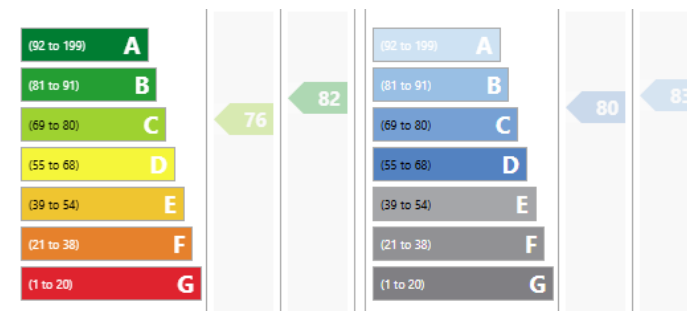 (92 to 199) A
(81 to 91) B
(69 to 80) C
(55 to 68) D
(39 to 54) E
(21 to 38) F
(1 to 20) G
76
82
(92 to 199) A
(81 to 91) B
(69 to 80) C
(55 to 68) D
(39 to 54) E
(21 to 38) F
(1 to 20) G
80
83